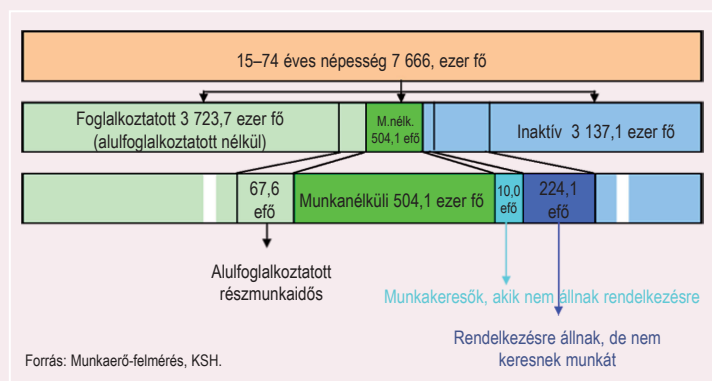 15–74 éves népesség 7 666, ezer fő
Foglalkoztatott 3 723,7 ezer fő
(alulfoglalkoztatott nélkül)
M.nélk.
504,1 efő
Inaktív 3 137,1 ezer fő
67,6
efő
Munkanélküli 504,1 ezer fő
10,0
efő
224,1
efő
Alulfoglalkoztatott
részmunkaidős
Munkakeresők, akik nem állnak rendelkezésre
Rendelkezésre állnak, de nem
keresnek munkát
Forrás: Munkaerő-felmérés, KSH.